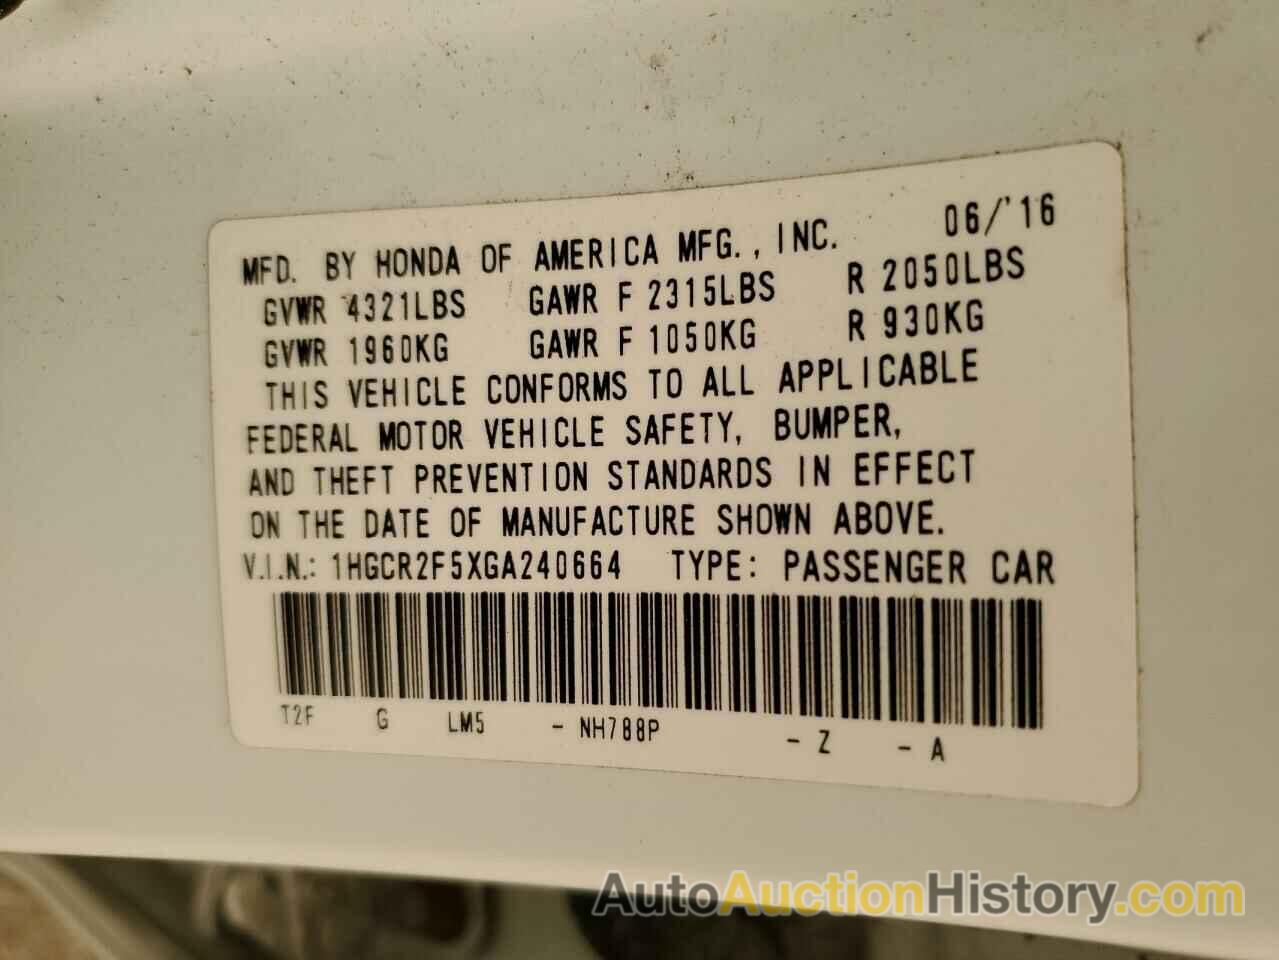 MFD. BY HONDA OF AMERICA MFG., INC. 06/'16
GVWR 4321LBS GAWR F 2315LBS R 2050LBS
GVWR 1960KG GAWR F 1050KG R 930KG
THIS VEHICLE CONFORMS TO ALL APPLICABLE
FEDERAL MOTOR VEHICLE SAFETY, BUMPER,
AND THEFT PREVENTION STANDARDS IN EFFECT
ON THE DATE OF MANUFACTURE SHOWN ABOVE.
V.I.N.: 1HGCR2F5XGA240664 TYPE: PASSENGER CAR
T2F G LM5 - NH788P - Z - A
AutoAuctionHistory.com